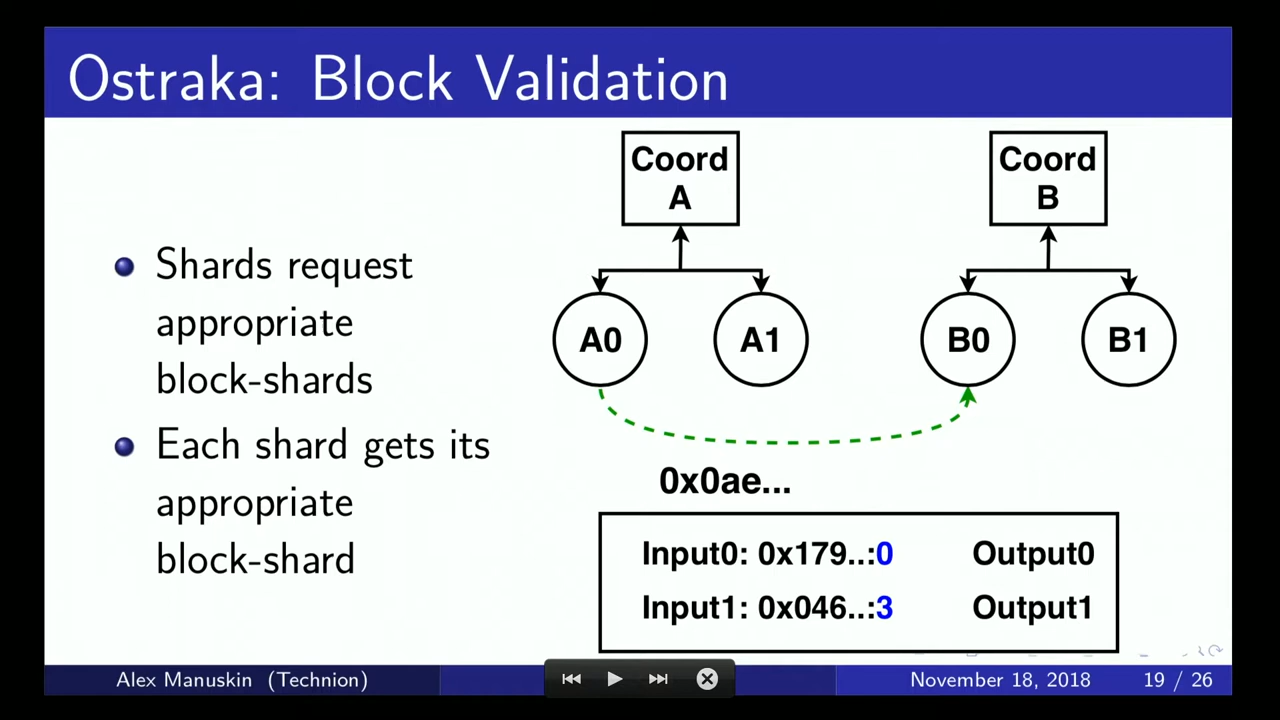 Ostraka: Block Validation
Shards request
appropriate
block-shards
Each shard gets its
appropriate
block-shard
Coord
A
Coord
B
A0
A1
B0
B1
0x0ae...
Input0: 0x179..:0
Output0
Input1: 0x046..:3
Output1
Alex Manuskin (Technion)
November 18, 2018
19 / 26